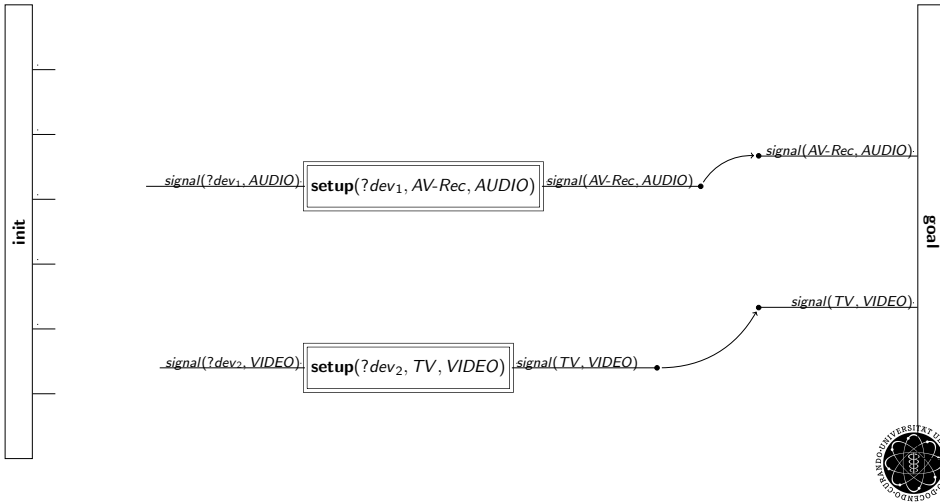 init
signal(?dev₁, AUDIO)
setup(?dev₁, AV-Rec, AUDIO)
signal(AV-Rec, AUDIO)
signal(AV-Rec, AUDIO)
goal
signal(TV, VIDEO)
signal(?dev₂, VIDEO)
setup(?dev₂, TV, VIDEO)
signal(TV, VIDEO)